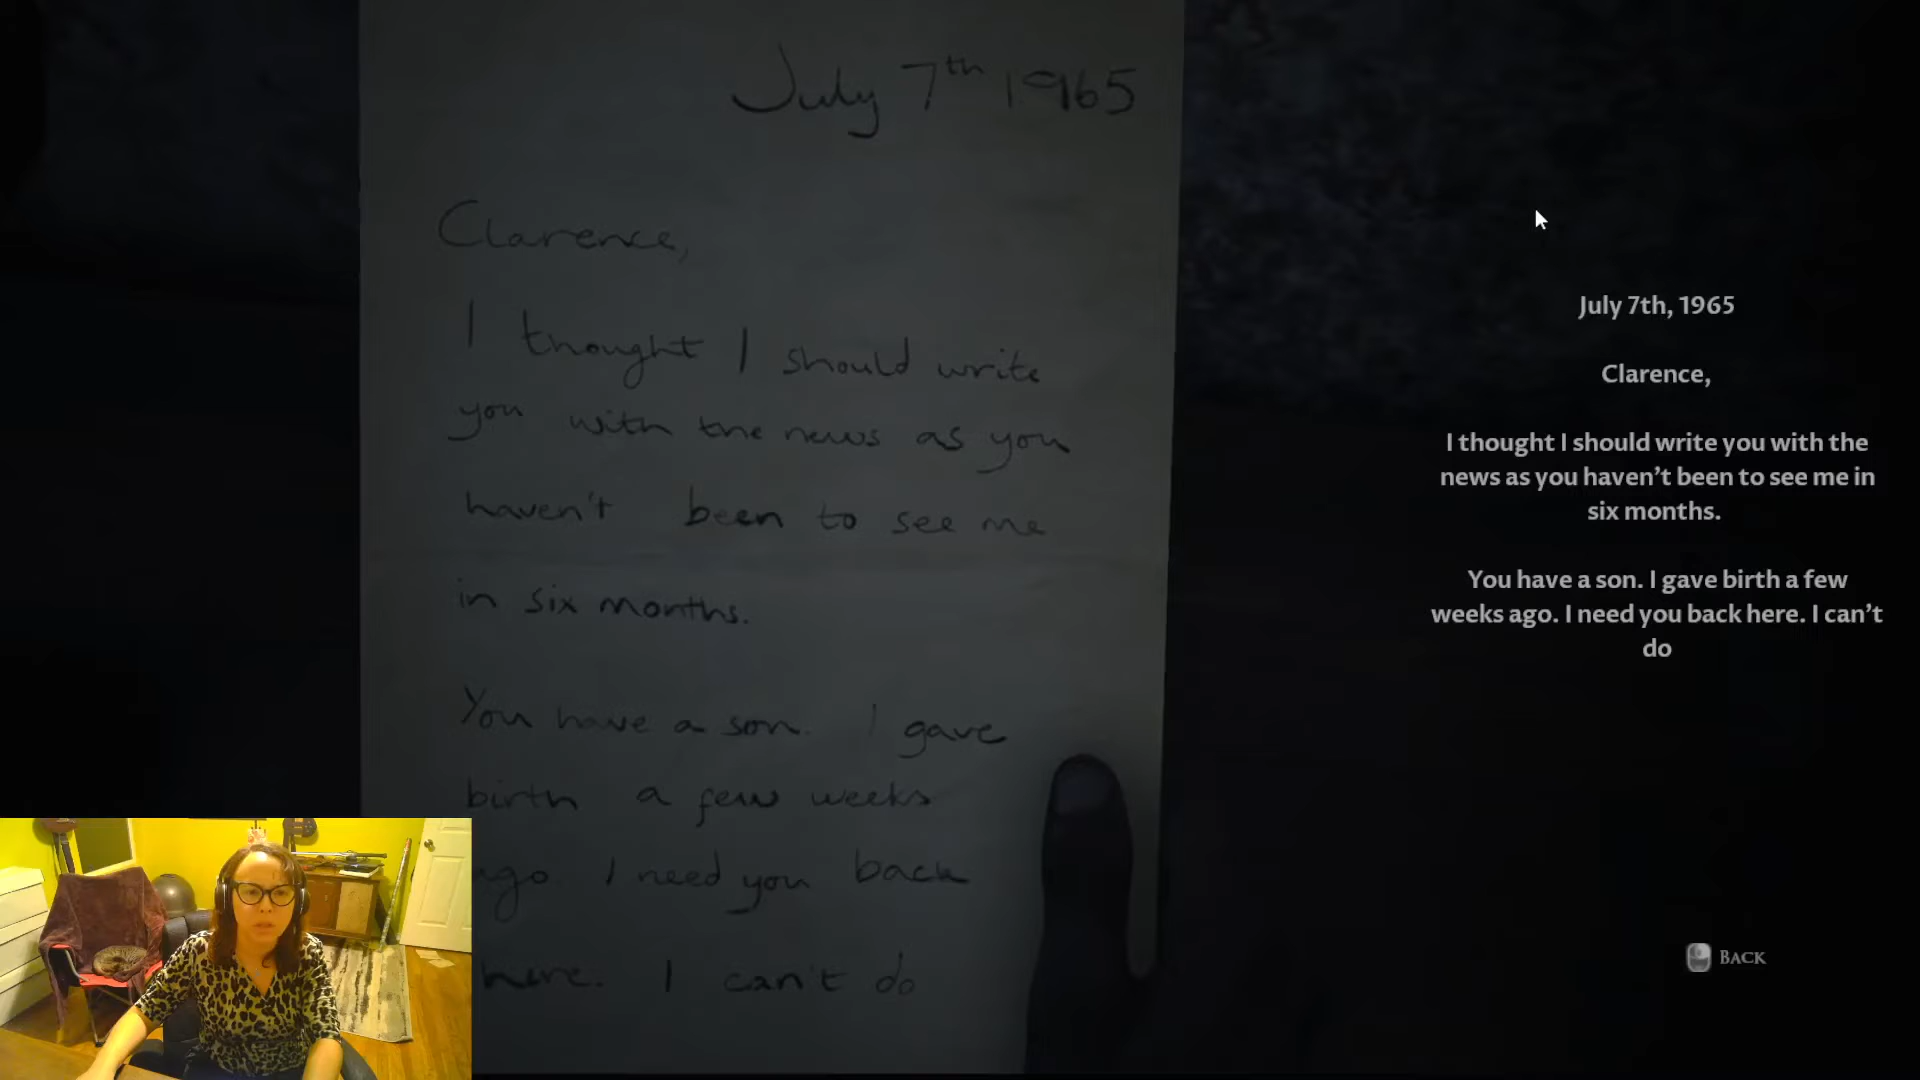 July 7th 1965
Clarence,
I thought I should write
you with the news as you
haven't been to see me
in six months.
You have a son. I gave
birth a few weeks
ago. I need you back
here. I can't do
July 7th, 1965
Clarence,
I thought I should write you with the
news as you haven't been to see me in
six months.
You have a son. I gave birth a few
weeks ago. I need you back here. I can't
do
BACK